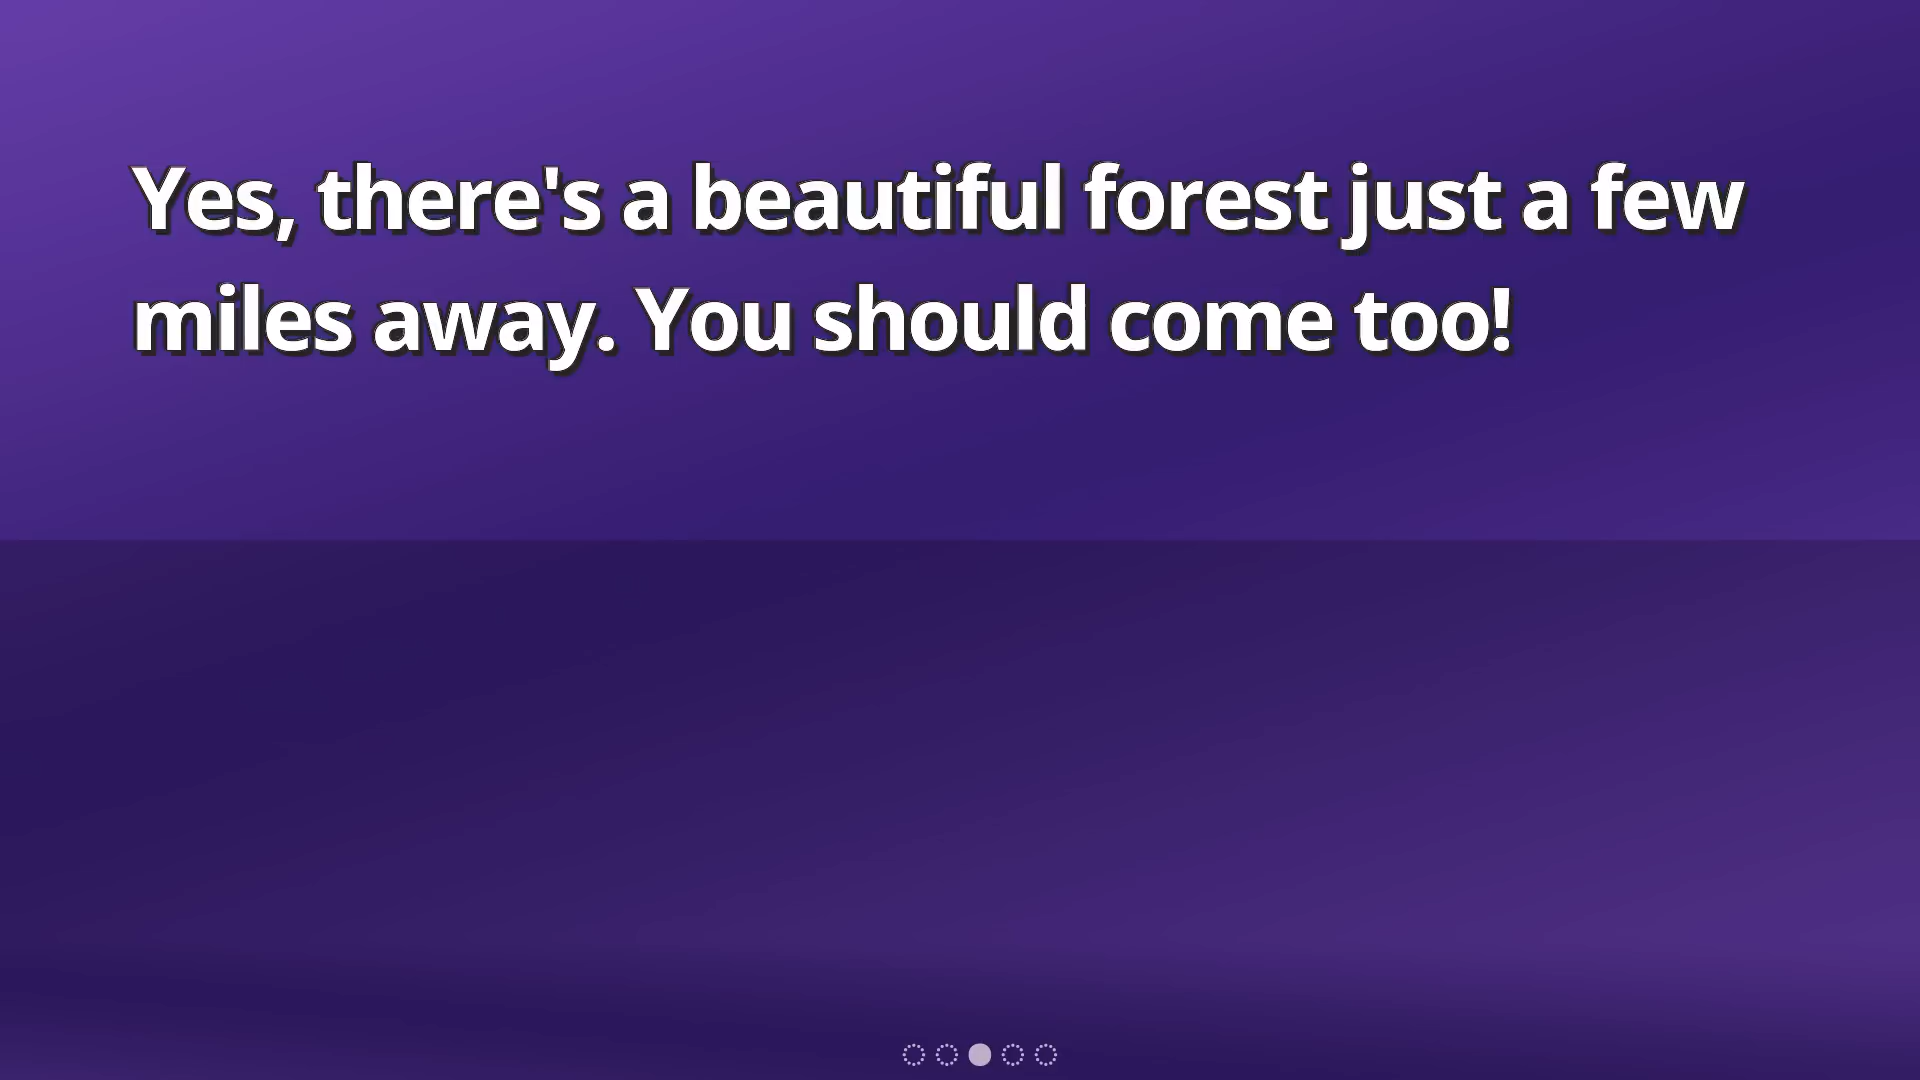 Yes, there's a beautiful forest just a few
miles away. You should come too!